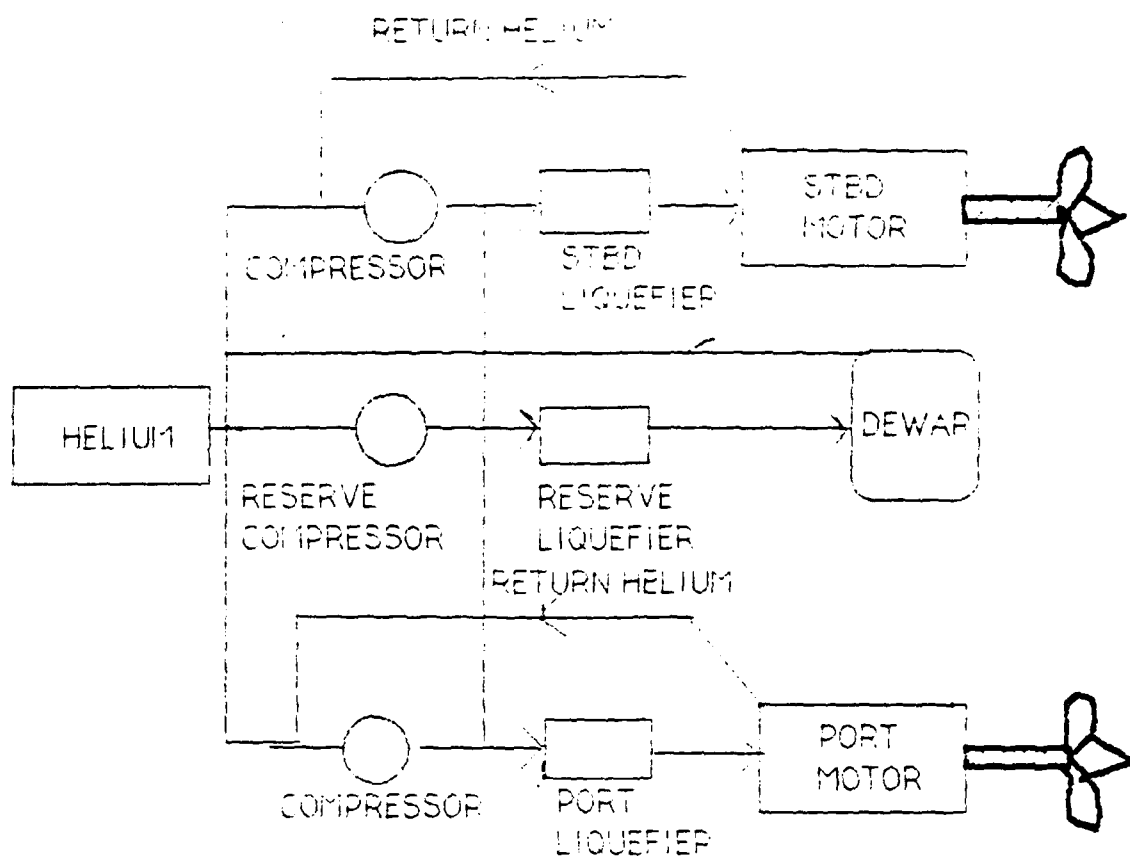 RETURN HELIUM
STBD
MOTOR
COMPRESSOR
STBD
LIQUEFIER
HELIUM
DEWAR
RESERVE
COMPRESSOR
RESERVE
LIQUEFIER
RETURN HELIUM
PORT
MOTOR
COMPRESSOR
PORT
LIQUEFIER